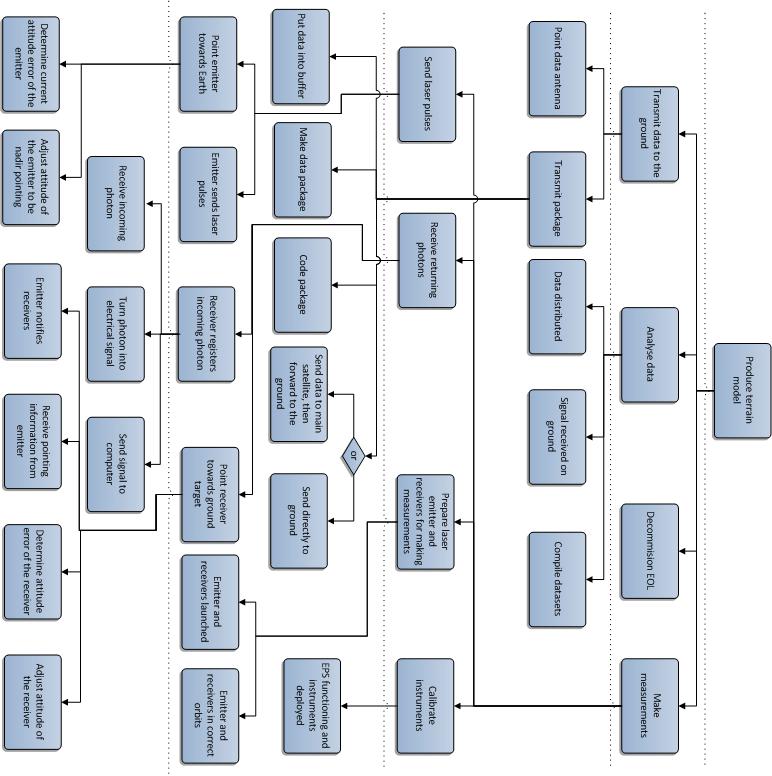 Produce terrain
model
Transmit data to the
ground
Analyse data
Decommision EOL
Make
measurements
Point data antenna
Transmit package
Data distributed
Signal received on
ground
Compile datasets
Send laser pulses
Receive returning
photons
Prepare laser
emitter and
receivers for making
measurements
Calibrate
instruments
Put data into buffer
Make data package
Code package
Send data to main
satellite, then
forward to the
ground
or
Send directly to
ground
EPS functioning and
instruments
deployed
Point emitter
towards Earth
Emitter sends laser
pulses
Receiver registers
incoming photon
Point receiver
towards ground
target
Emitter and
receivers launched
Emitter and
receivers in correct
orbits
Receive incoming
photon
Turn photon into
electrical signal
Send signal to
computer
Determine current
attitude error of the
emitter
Adjust attitude of
the emitter to be
nadir pointing
Emitter notifies
receivers
Receive pointing
information from
emitter
Determine attitude
error of the receiver
Adjust attitude of
the receiver